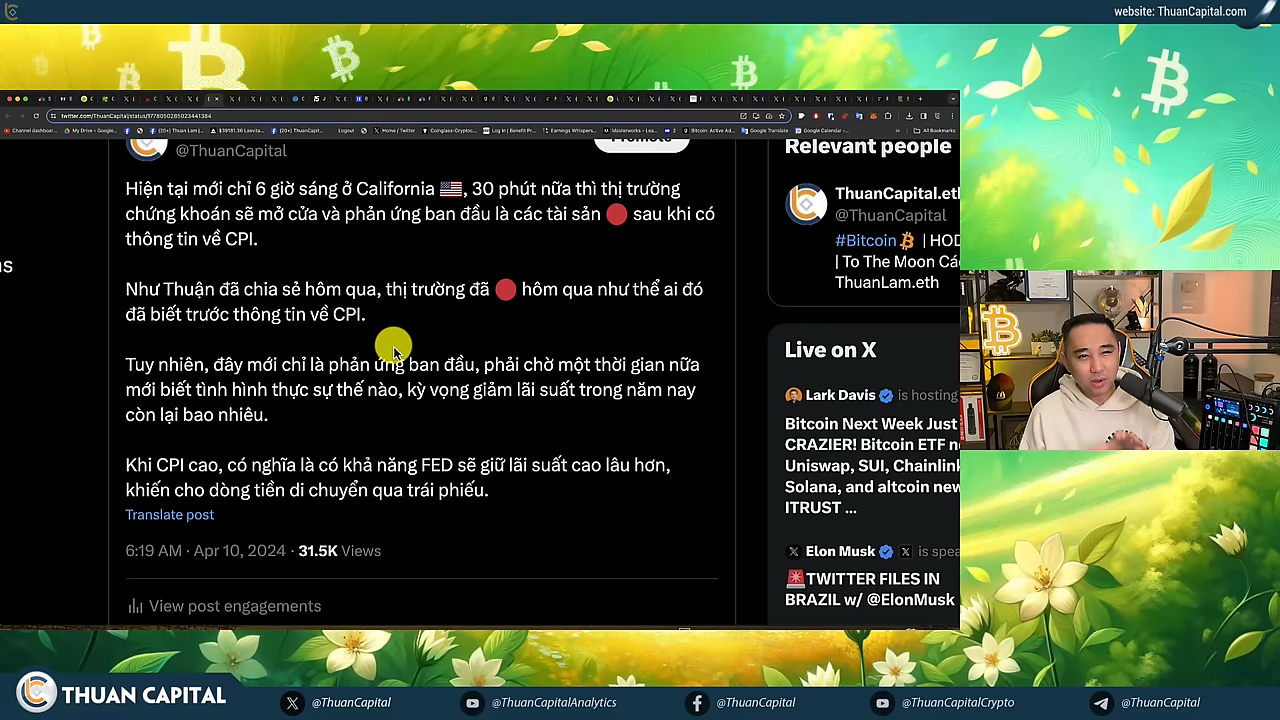 website: ThuanCapital.com
twitter.com/ThuanCapital/status/1778050285023441384
@ThuanCapital
Promote
Hiện tại mới chỉ 6 giờ sáng ở California 🇺🇸, 30 phút nữa thì thị trường
chứng khoán sẽ mở cửa và phản ứng ban đầu là các tài sản 🔴 sau khi có
thông tin về CPI.
Như Thuận đã chia sẻ hôm qua, thị trường đã 🔴 hôm qua như thể ai đó
đã biết trước thông tin về CPI.
Tuy nhiên, đây mới chỉ là phản ứng ban đầu, phải chờ một thời gian nữa
mới biết tình hình thực sự thế nào, kỳ vọng giảm lãi suất trong năm nay
còn lại bao nhiêu.
Khi CPI cao, có nghĩa là có khả năng FED sẽ giữ lãi suất cao lâu hơn,
khiến cho dòng tiền di chuyển qua trái phiếu.
Translate post
6:19 AM · Apr 10, 2024 · 31.5K Views
View post engagements
Relevant people
ThuanCapital.eth
@ThuanCapital
#Bitcoin | HOD
| To The Moon Cá
ThuanLam.eth
Live on X
Lark Davis is hosting
Bitcoin Next Week Just
CRAZIER! Bitcoin ETF n
Uniswap, SUI, Chainlink
Solana, and altcoin new
ITRUST ...
Elon Musk X is spea
🚨TWITTER FILES IN
BRAZIL w/ @ElonMusk
THUAN CAPITAL
@ThuanCapital
@ThuanCapitalAnalytics
@ThuanCapital
@ThuanCapitalCrypto
@ThuanCapital